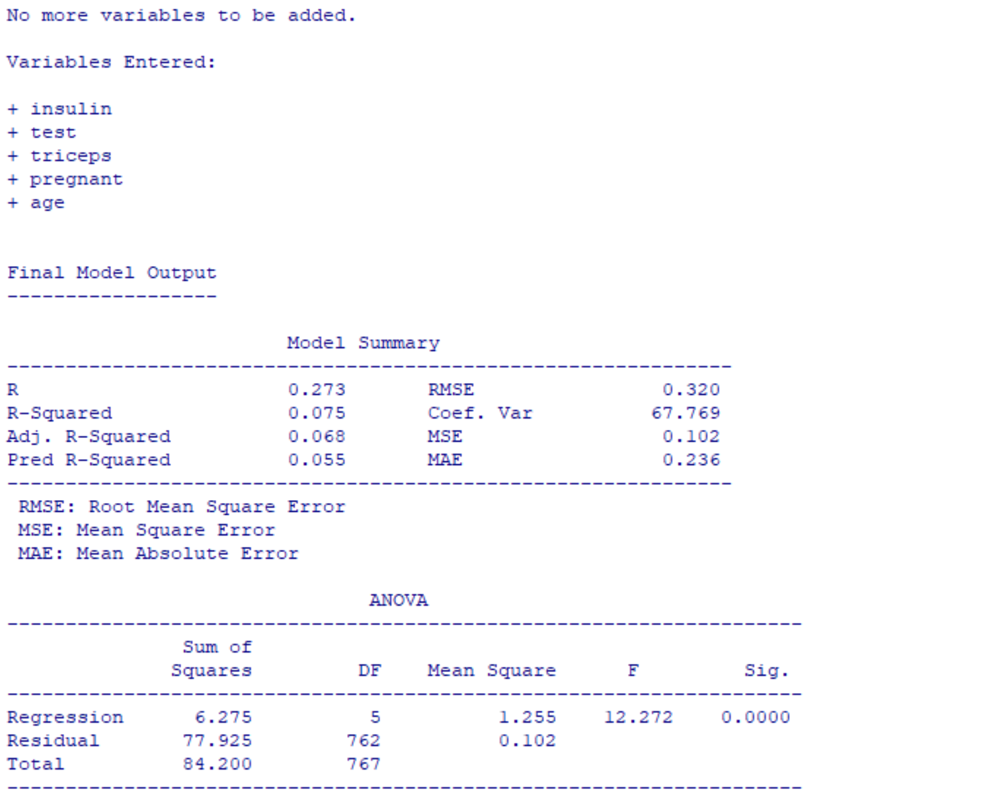 No more variables to be added.
Variables Entered:
+ insulin
+ test
+ triceps
+ pregnant
+ age
Final Model Output
------------------
Model Summary
--------------------------------------------------------------
R 0.273 RMSE 0.320
R-Squared 0.075 Coef. Var 67.769
Adj. R-Squared 0.068 MSE 0.102
Pred R-Squared 0.055 MAE 0.236
--------------------------------------------------------------
RMSE: Root Mean Square Error
MSE: Mean Square Error
MAE: Mean Absolute Error
ANOVA
--------------------------------------------------------------------
Sum of
Squares DF Mean Square F Sig.
--------------------------------------------------------------------
Regression 6.275 5 1.255 12.272 0.0000
Residual 77.925 762 0.102
Total 84.200 767
--------------------------------------------------------------------